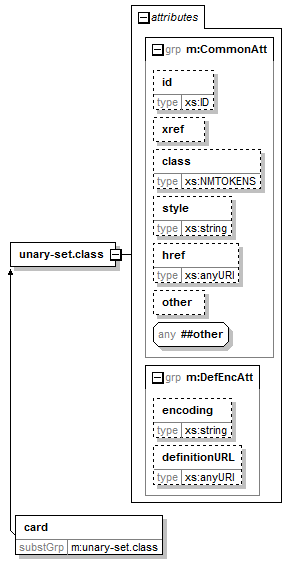 attributes
grp m:CommonAtt
id
type xs:ID
xref
class
type xs:NMTOKENS
style
type xs:string
unary-set.class
href
type xs:anyURI
other
any ##other
grp m:DefEncAtt
encoding
type xs:string
definitionURL
type xs:anyURI
card
substGrp m:unary-set.class